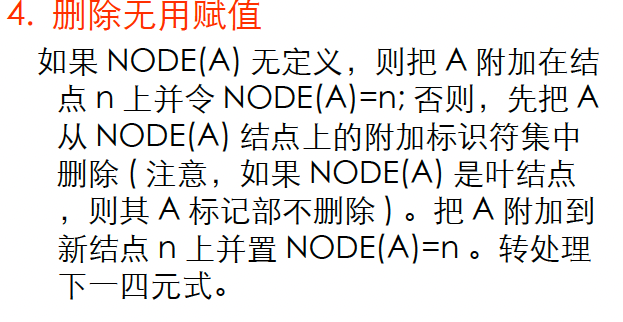 4. 删除无用赋值
如果 NODE(A) 无定义，则把 A 附加在结
点 n 上并令 NODE(A)=n; 否则，先把 A
从 NODE(A) 结点上的附加标识符集中
删除 ( 注意，如果 NODE(A) 是叶结点
，则其 A 标记部不删除 ) 。把 A 附加到
新结点 n 上并置 NODE(A)=n 。转处理
下一四元式。